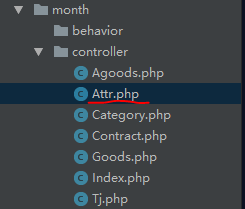 month
behavior
controller
Agoods.php
Attr.php
Category.php
Contract.php
Goods.php
Index.php
Tj.php